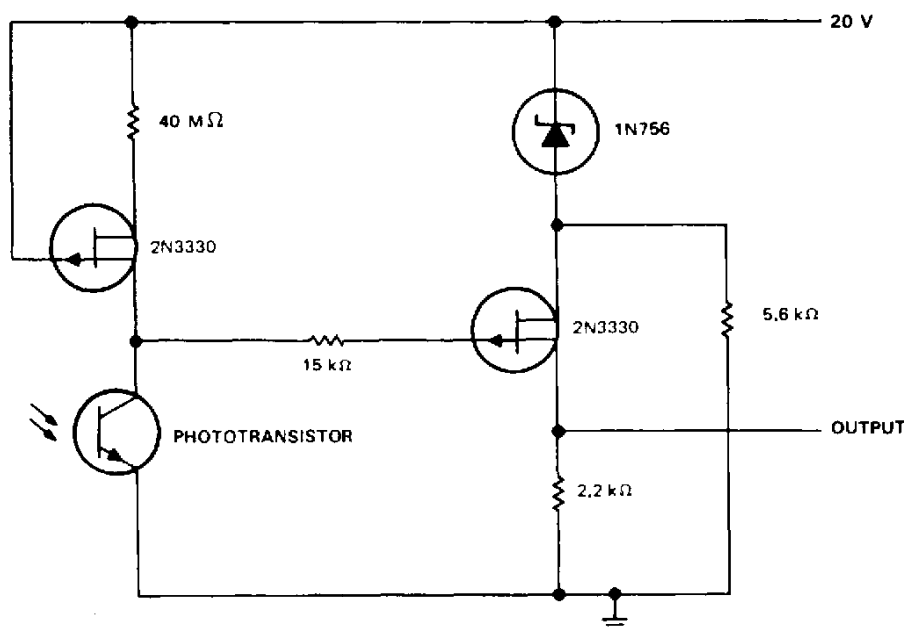 20 V
40 MΩ
1N756
2N3330
2N3330
5,6 kΩ
15 kΩ
PHOTOTRANSISTOR
OUTPUT
2,2 kΩ